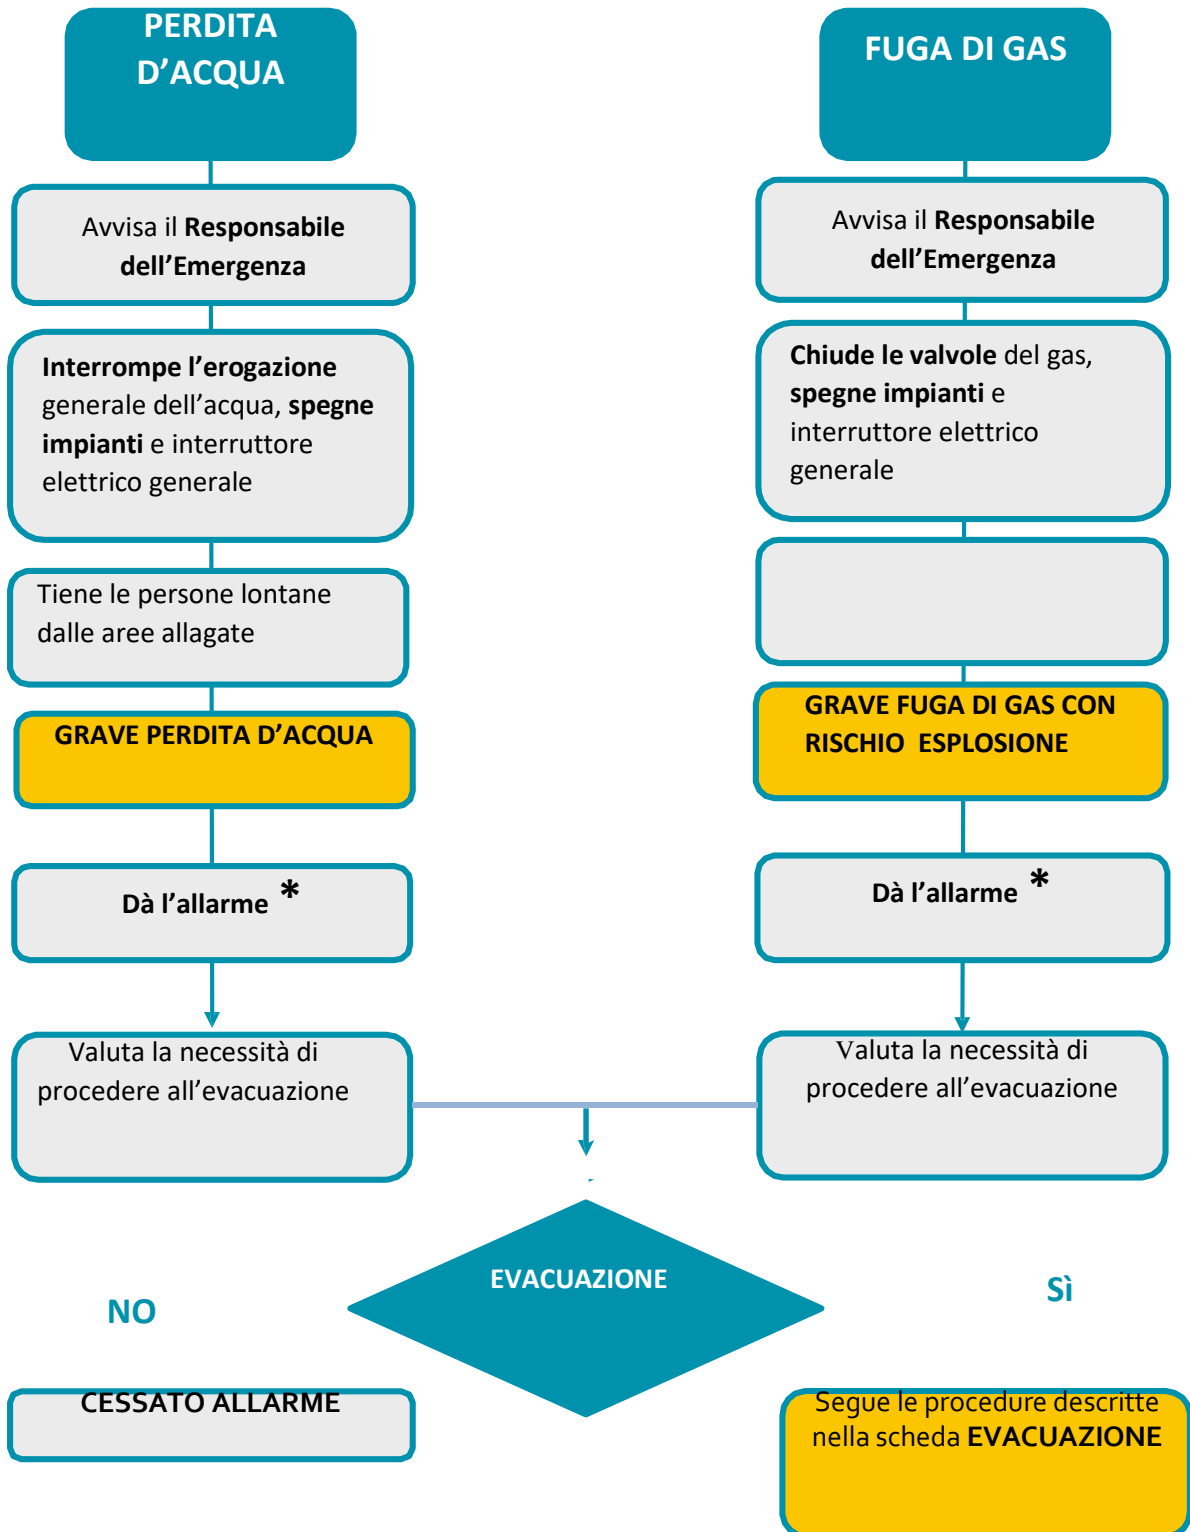 PERDITA
D’ACQUA
Avvisa il Responsabile
dell’Emergenza
Interrompe l’erogazione
generale dell’acqua, spegne
impianti e interruttore
elettrico generale
Tiene le persone lontane
dalle aree allagate
GRAVE PERDITA D’ACQUA
Dà l’allarme *
Valuta la necessità di
procedere all’evacuazione
FUGA DI GAS
Avvisa il Responsabile
dell’Emergenza
Chiude le valvole del gas,
spegne impianti e
interruttore elettrico
generale
GRAVE FUGA DI GAS CON
RISCHIO ESPLOSIONE
Dà l’allarme *
Valuta la necessità di
procedere all’evacuazione
EVACUAZIONE
NO
Sì
CESSATO ALLARME
Segue le procedure descritte
nella scheda EVACUAZIONE